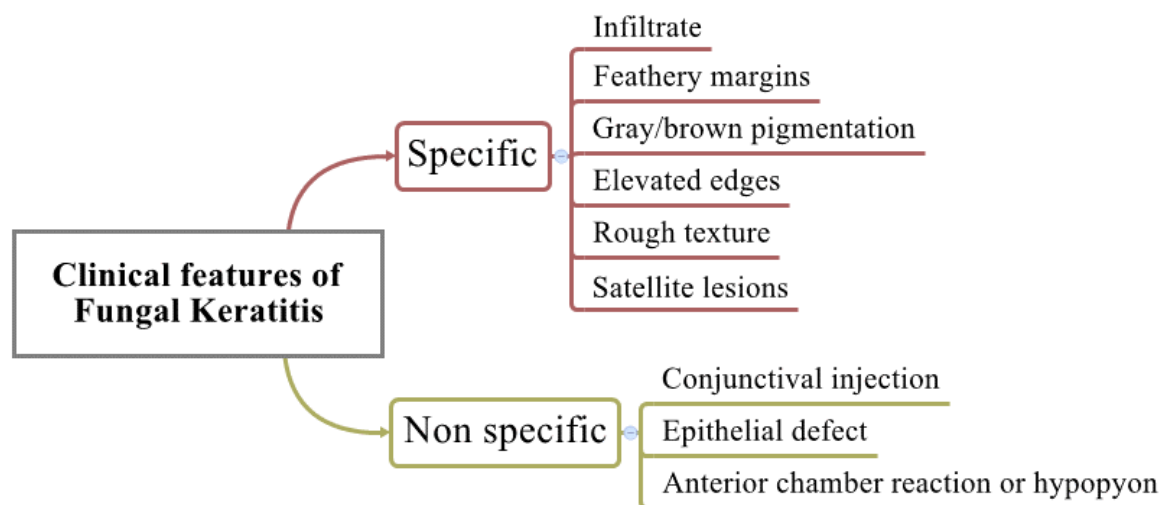 Clinical features of
Fungal Keratitis
Specific
Infiltrate
Feathery margins
Gray/brown pigmentation
Elevated edges
Rough texture
Satellite lesions
Non specific
Conjunctival injection
Epithelial defect
Anterior chamber reaction or hypopyon